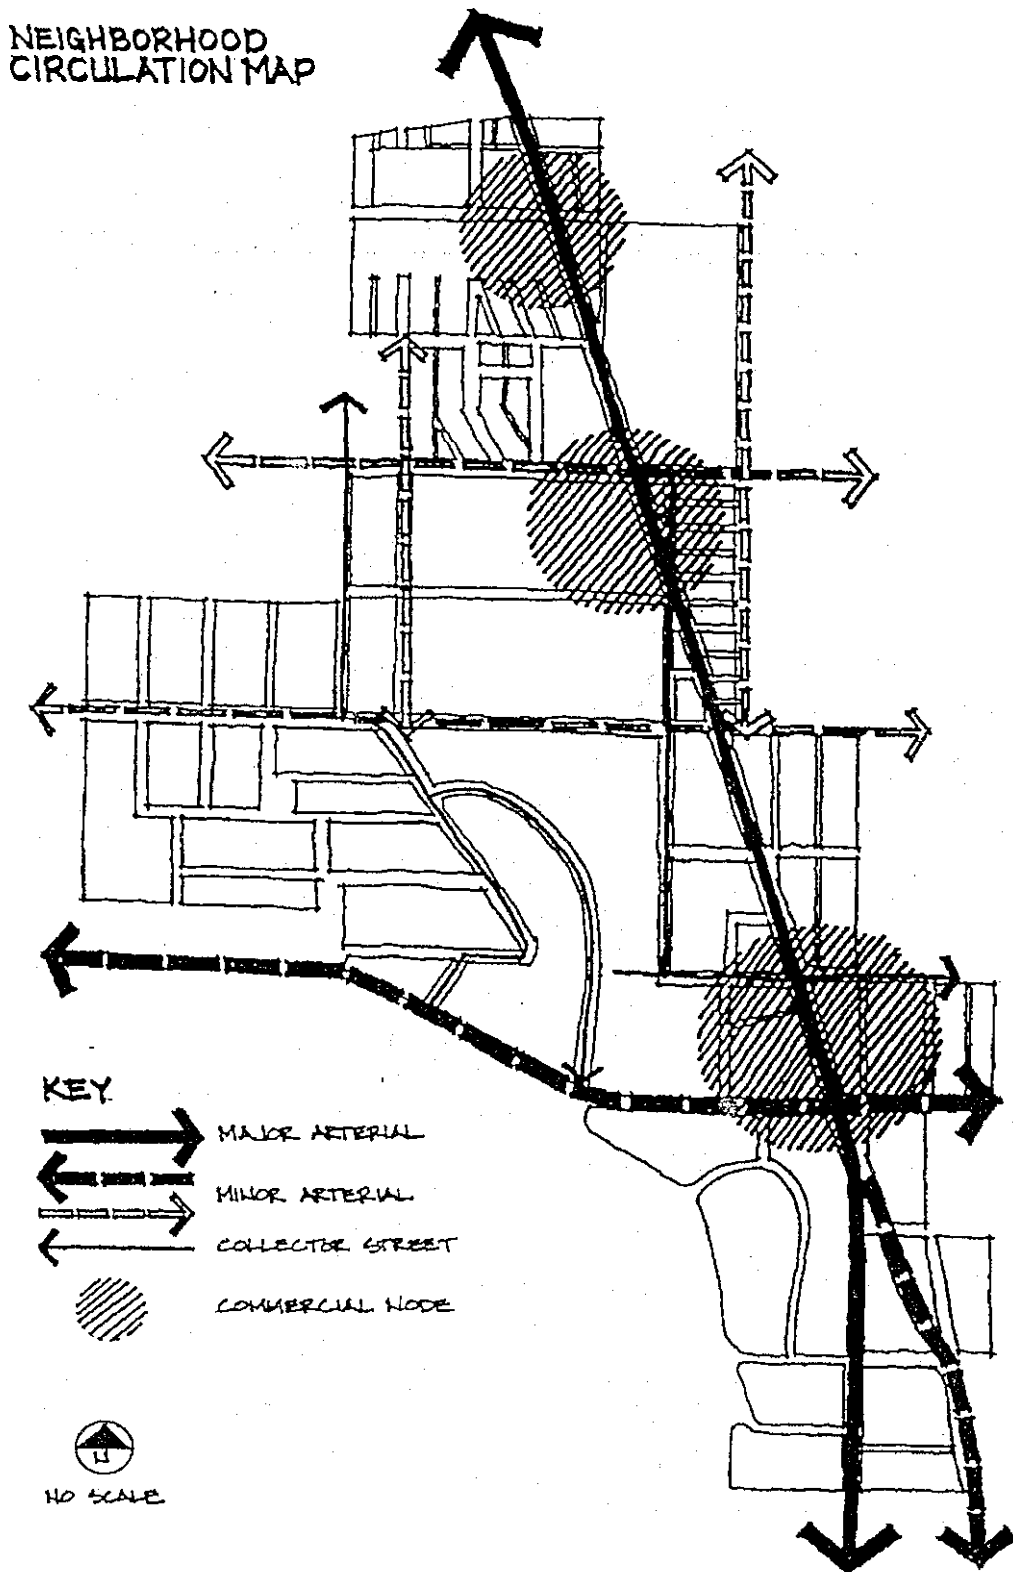 NEIGHBORHOOD
CIRCULATION MAP
KEY
MAJOR ARTERIAL
MINOR ARTERIAL
COLLECTOR STREET
COMMERCIAL NODE
N
NO SCALE